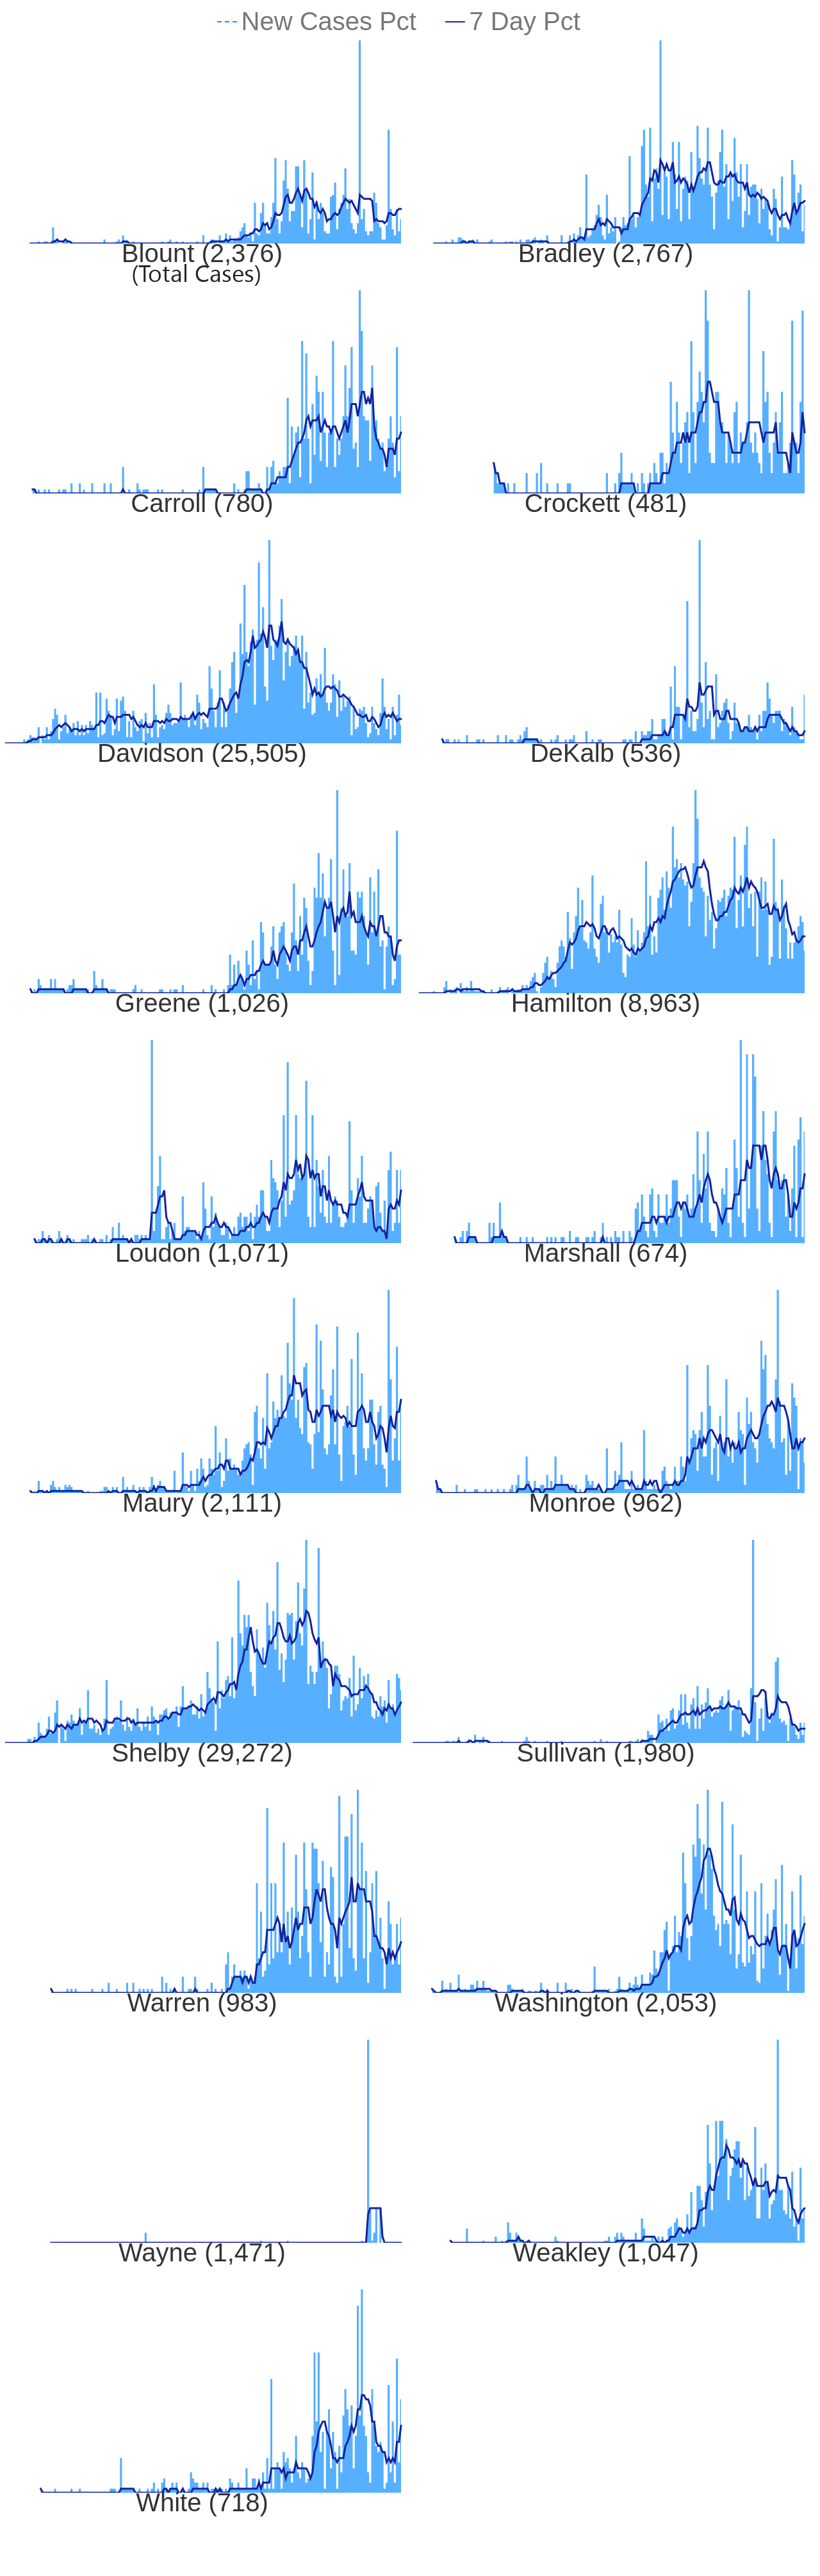 New Cases Pct 7 Day Pct
Blount (2,376) Bradley (2,767)
(Total Cases)
Carroll (780) Crockett (481)
Davidson (25,505) DeKalb (536)
Greene (1,026) Hamilton (8,963)
Loudon (1,071) Marshall (674)
Maury (2,111) Monroe (962)
Shelby (29,272) Sullivan (1,980)
Warren (983) Washington (2,053)
Wayne (1,471) Weakley (1,047)
White (718)